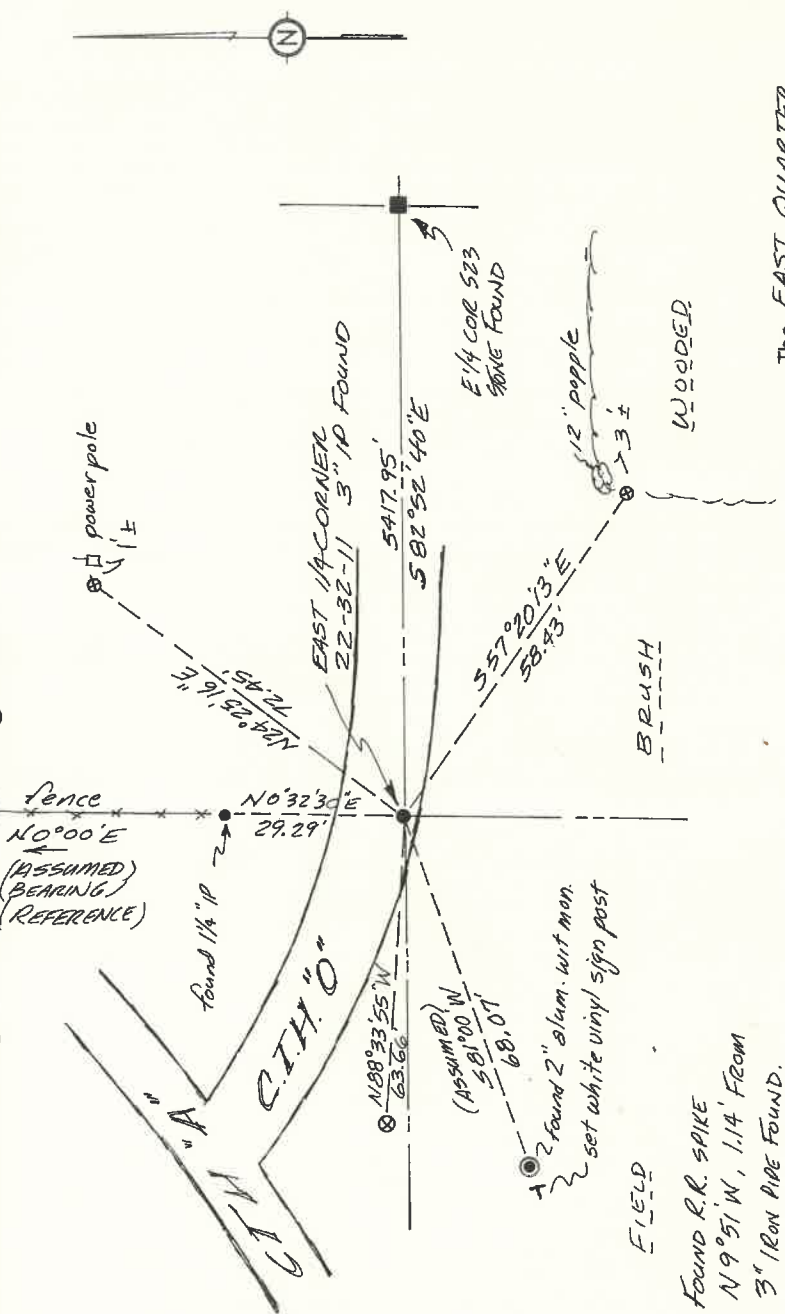 N
powerpole
1'±
N24°25'16"E
72.45'
fence
N0°00'E
(ASSUMED)
(BEARING)
(REFERENCE)
found 1¼" IP
N0°32'30"E
29.29'
EAST 1/4 CORNER
22-32-11 3" IP FOUND
5417.95'
S 82°52'40"E
E 1/4 COR S23
STONE FOUND
CTH "A"
C.T.H. "O"
N88°33'55"W
63.66'
(ASSUMED)
S81°00'W
68.07'
found 2" alum. wit mon.
set white vinyl sign post
S57°20'13"E
58.43'
12" popple
3'±
WOODED
BRUSH
FIELD
FOUND R.R. SPIKE
N9°51'W, 1.14' FROM
3" IRON PIPE FOUND.
The EAST QUARTER